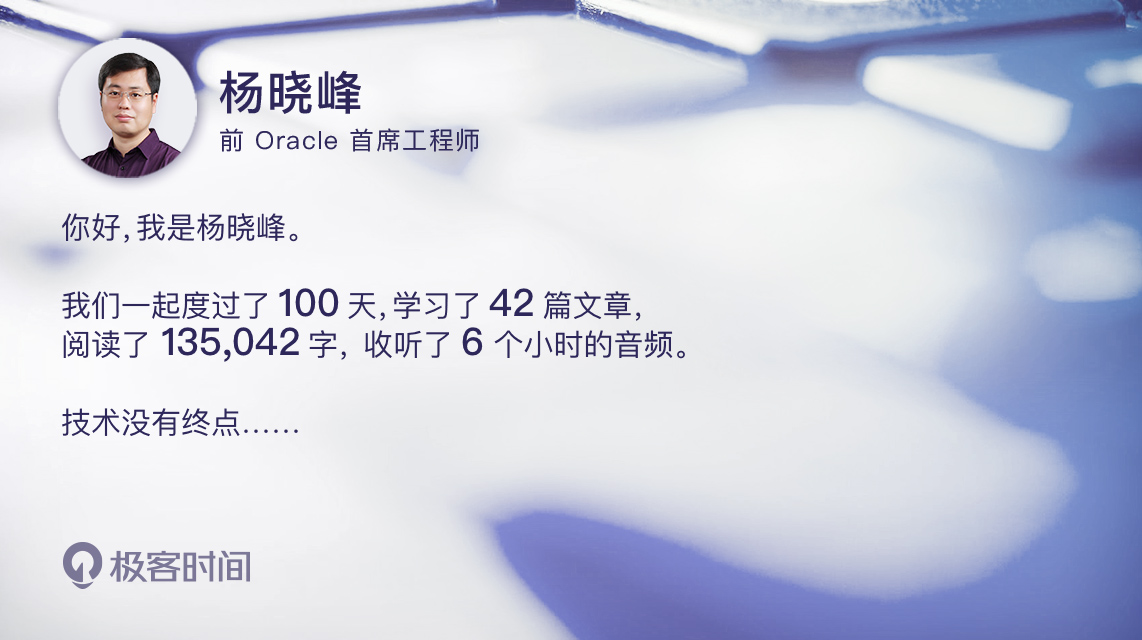 杨晓峰
前 Oracle 首席工程师
你好,我是杨晓峰。
我们一起度过了 100 天,学习了 42 篇文章,
阅读了 135,042 字, 收听了 6 个小时的音频。
技术没有终点……
极客时间